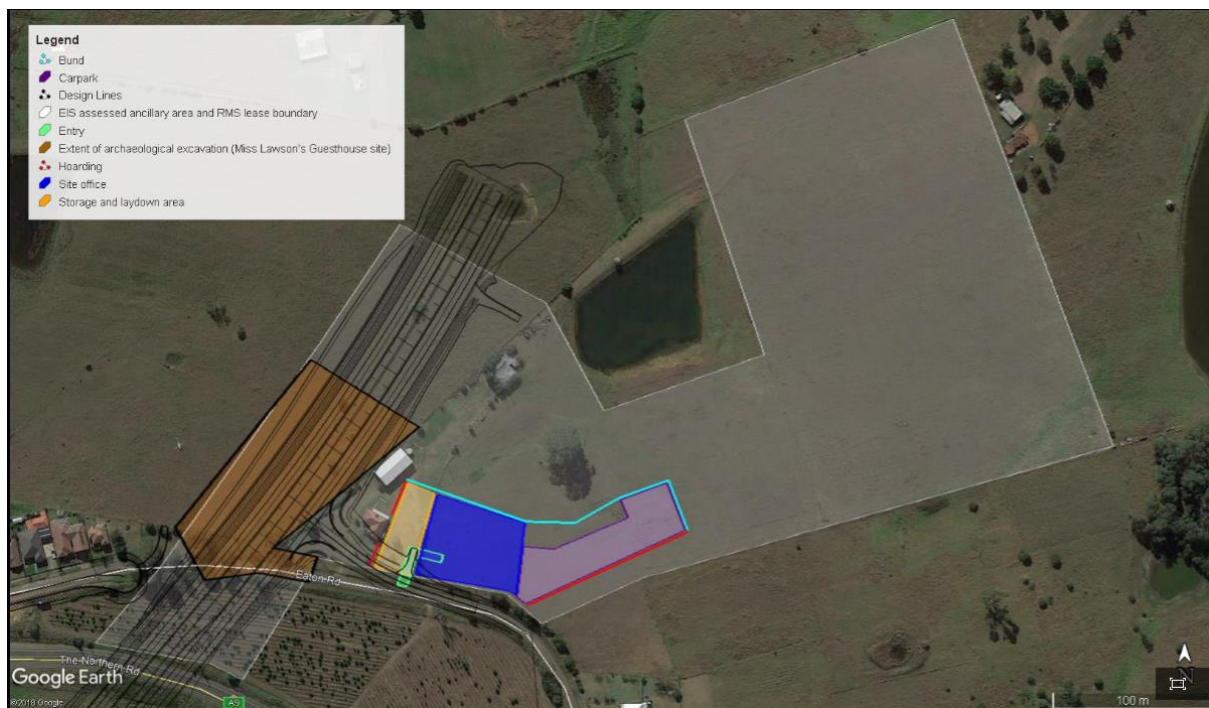 Legend
Bund
Carpark
Design Lines
EIS assessed ancillary area and RMS lease boundary
Entry
Extent of archaeological excavation (Miss Lawson's Guesthouse site)
Hoarding
Site office
Storage and laydown area
Eaton-Rd
The-Northern-Rd
Google Earth
©2018 Google
A9
N
100 m